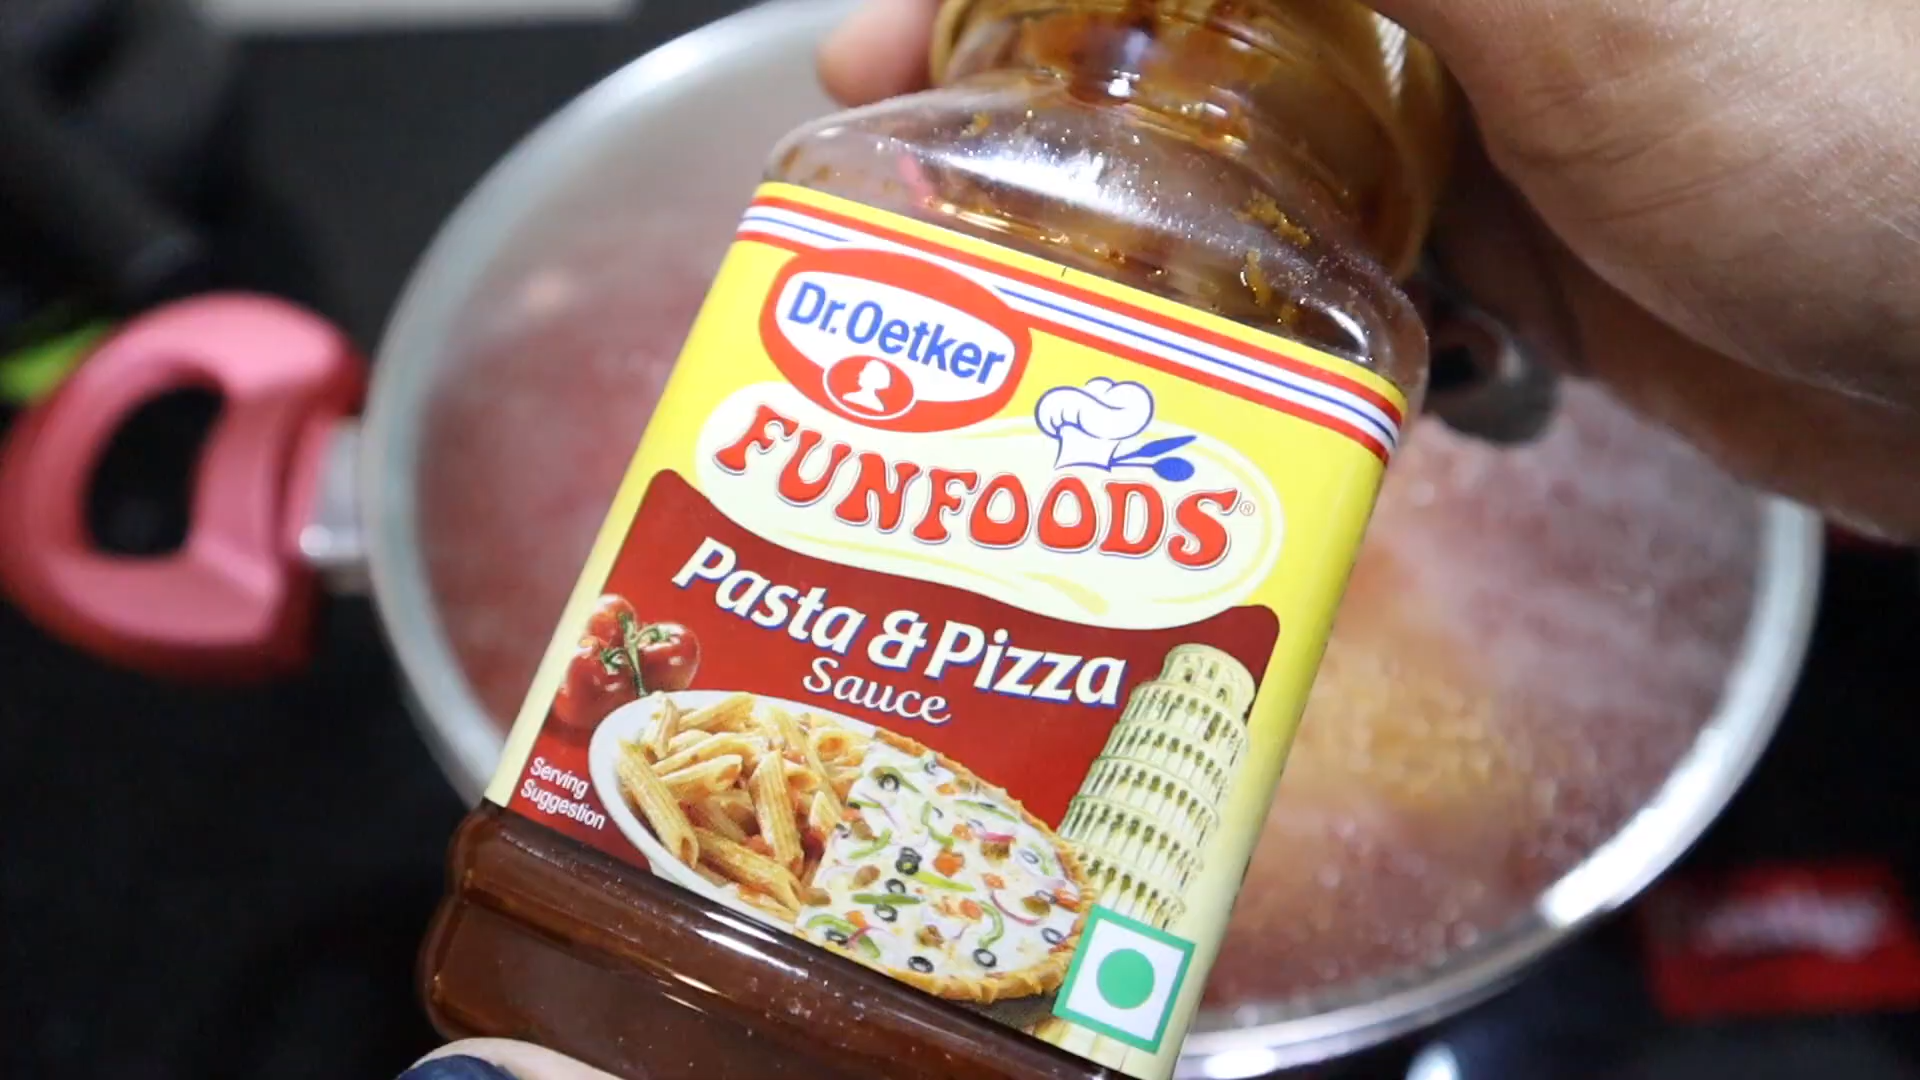 Dr.Oetker
FUNFOODS®
Pasta & Pizza
Sauce
Serving
Suggestion